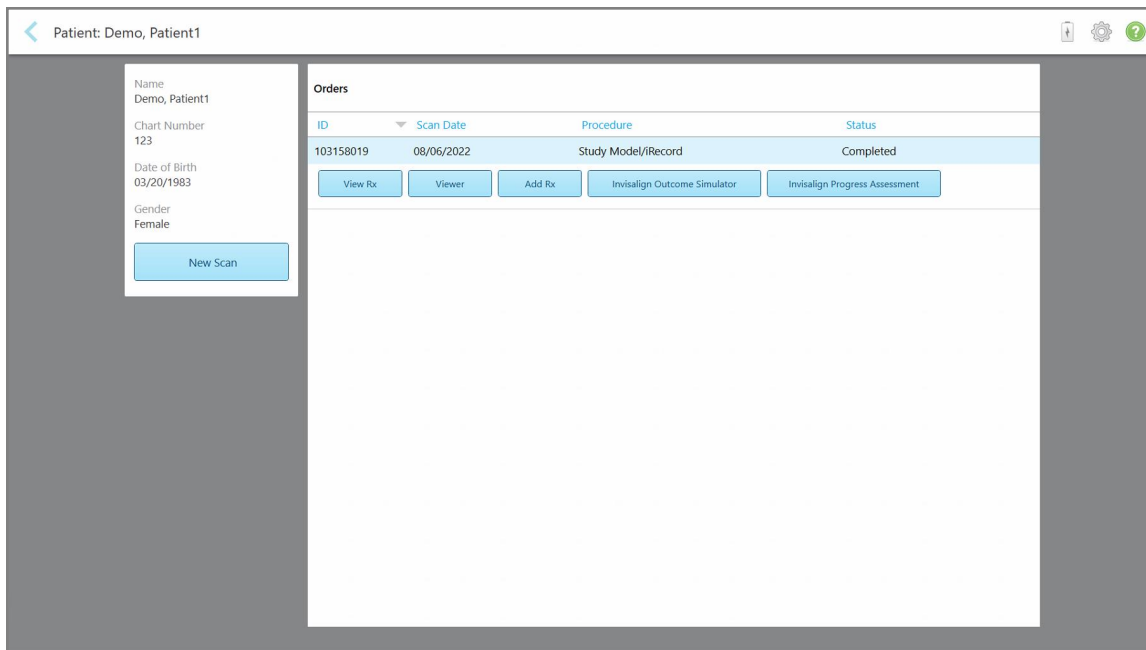 Patient: Demo, Patient1
?
Name
Demo, Patient1
Chart Number
123
Date of Birth
03/20/1983
Gender
Female
New Scan
Orders
ID Scan Date Procedure Status
103158019 08/06/2022 Study Model/iRecord Completed
View Rx Viewer Add Rx Invisalign Outcome Simulator Invisalign Progress Assessment